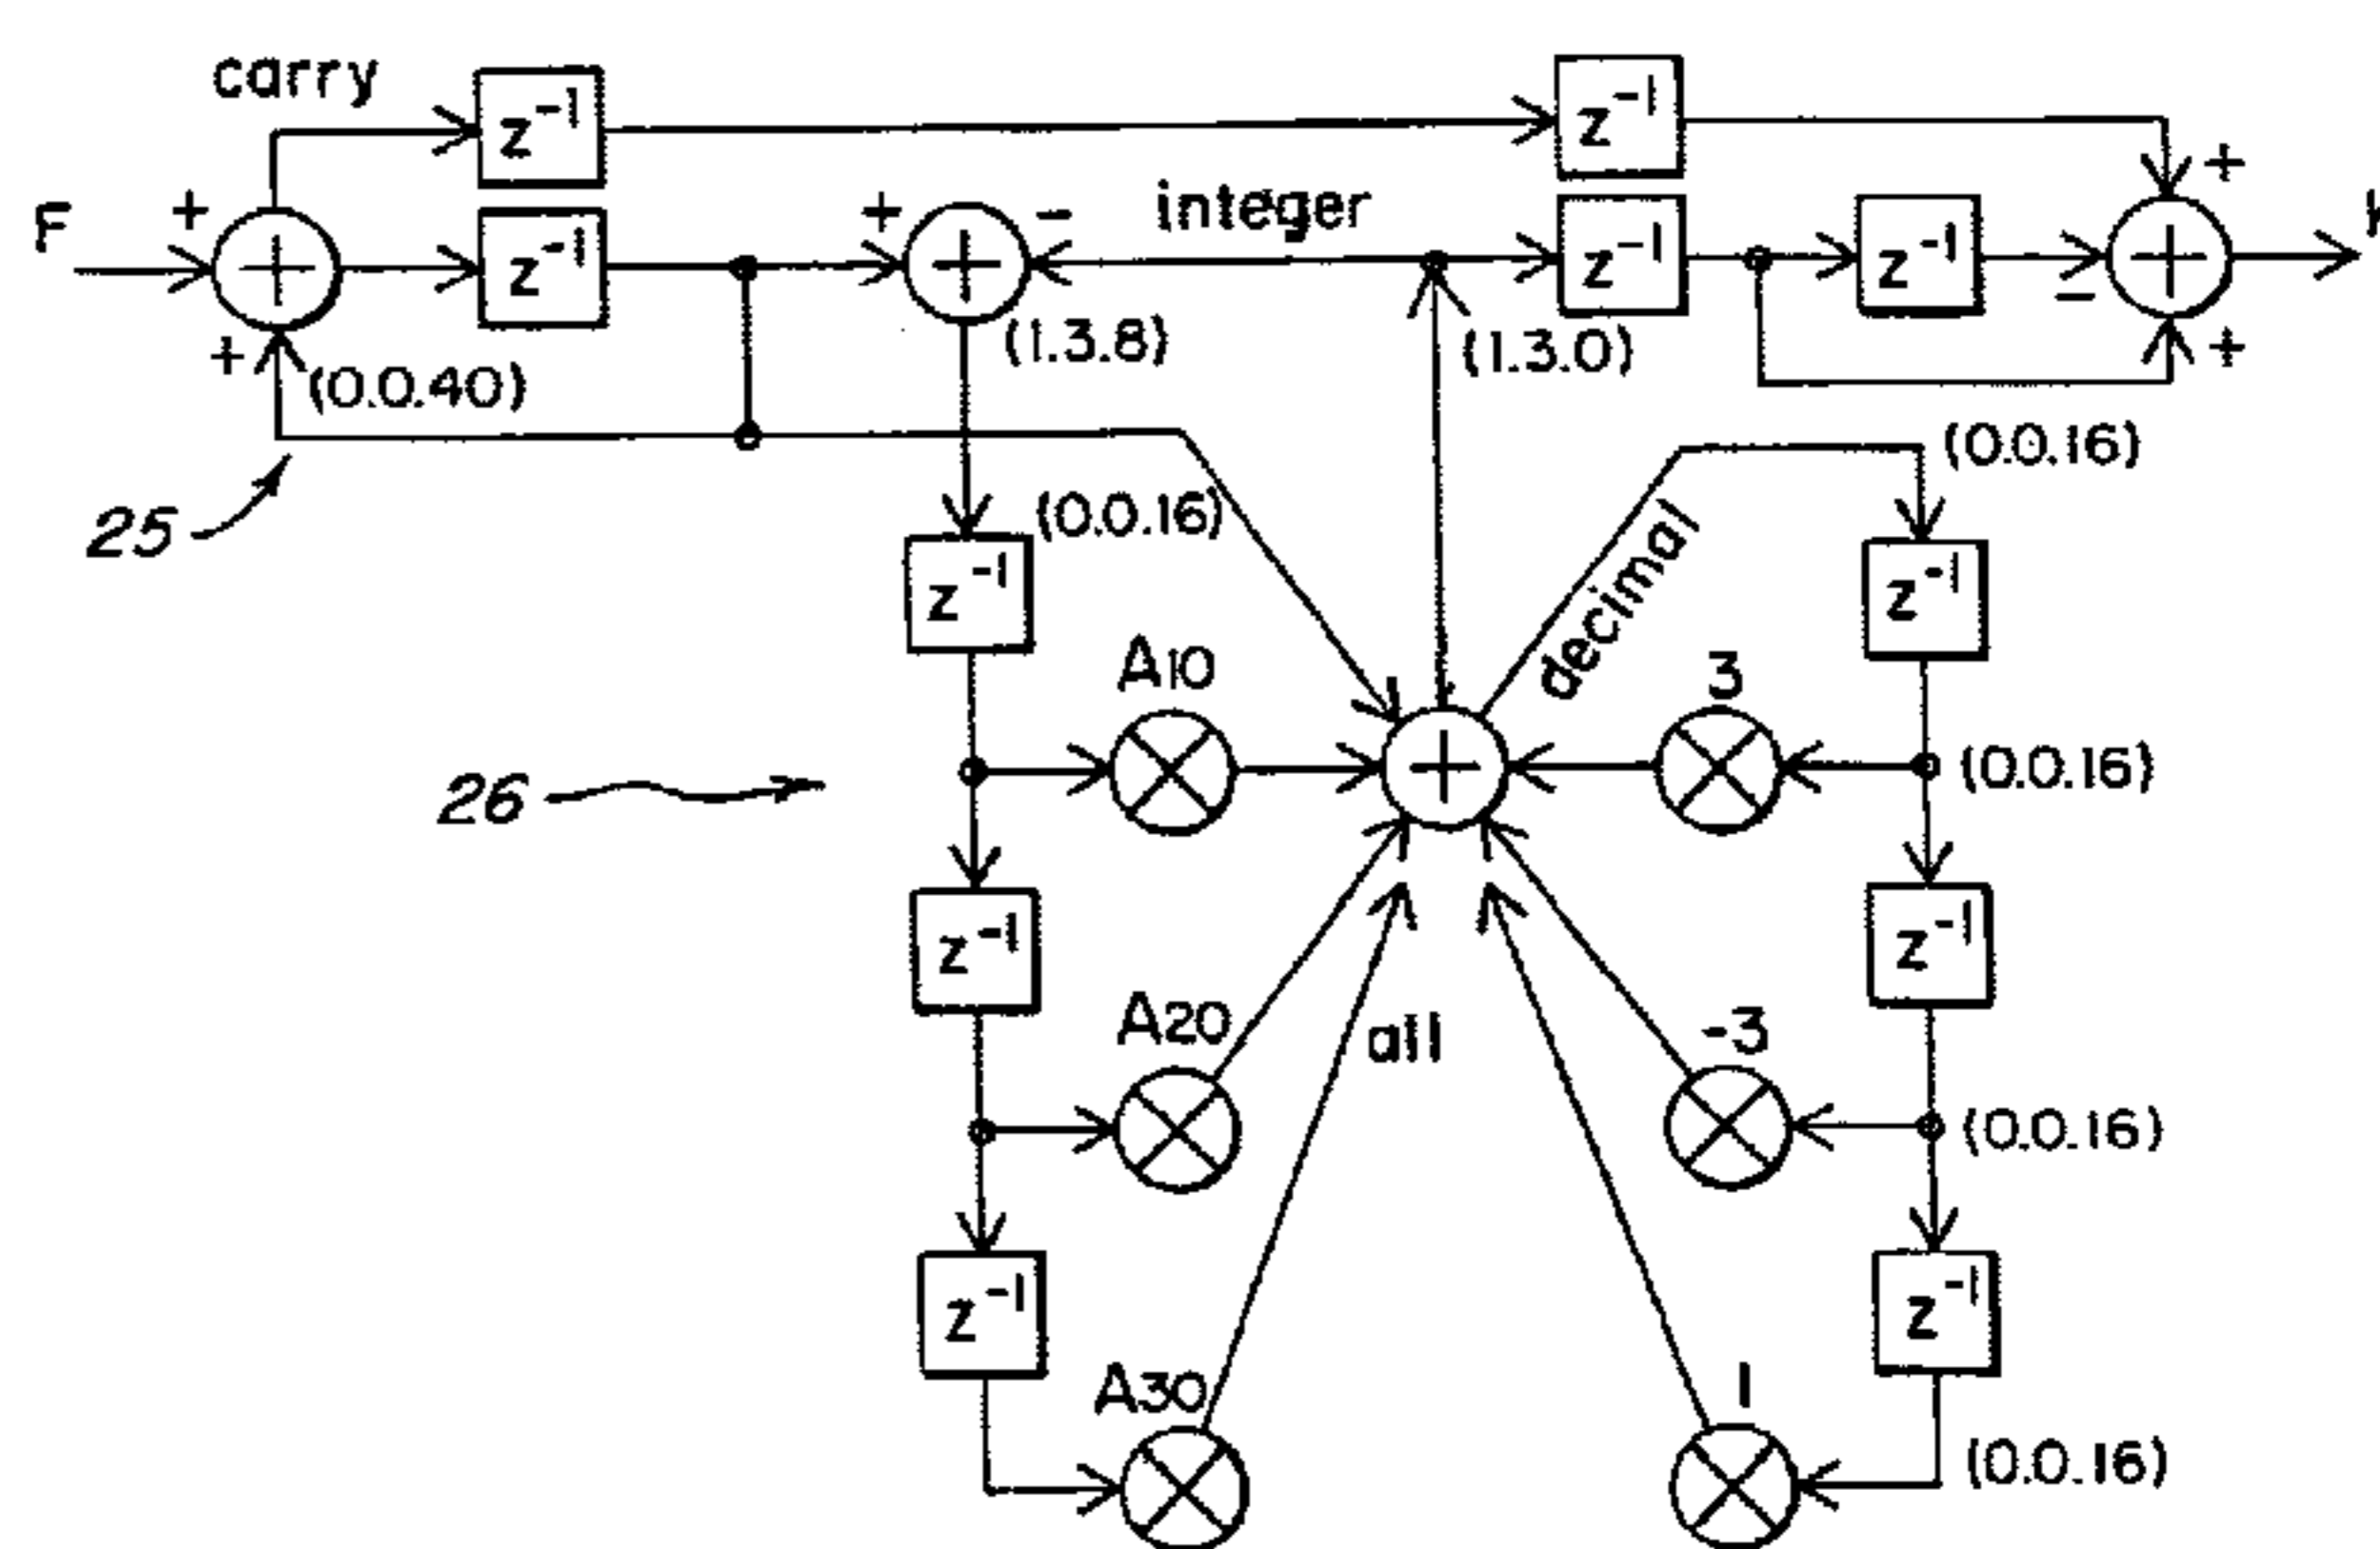 carry
z⁻¹
z⁻¹
F
+
+
z⁻¹
+
-
integer
z⁻¹
z⁻¹
+
+
(0.0.40)
(1.3.8)
(1.3.0)
-
+
25
(0.0.16)
(0.0.16)
z⁻¹
decimal
z⁻¹
A10
+
3
(0.0.16)
26
z⁻¹
z⁻¹
A20
all
-3
(0.0.16)
z⁻¹
z⁻¹
A30
1
(0.0.16)